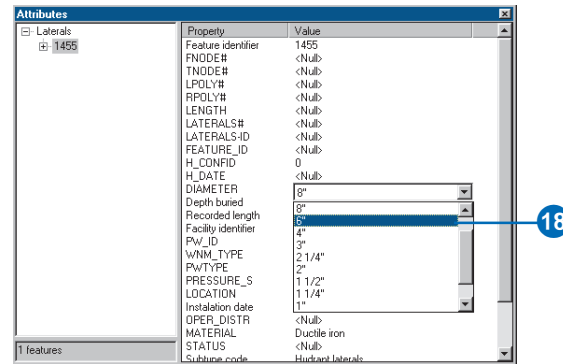 Attributes
Laterals
1455
Property Value
Feature identifier 1455
FNODE# <Null>
TNODE# <Null>
LPOLY# <Null>
RPOLY# <Null>
LENGTH <Null>
LATERALS# <Null>
LATERALS-ID <Null>
FEATURE_ID <Null>
H_CONFID 0
H_DATE <Null>
DIAMETER 8"
Depth buried 8"
Recorded length 6"
Facility identifier 4"
PW_ID 3"
WNM_TYPE 2 1/4"
PWTYPE 2"
PRESSURE_S 1 1/2"
LOCATION 1 1/4"
Instalation date 1"
OPER_DISTR <Null>
MATERIAL Ductile iron
STATUS <Null>
Subtype code Hydrant laterals
1 features
18